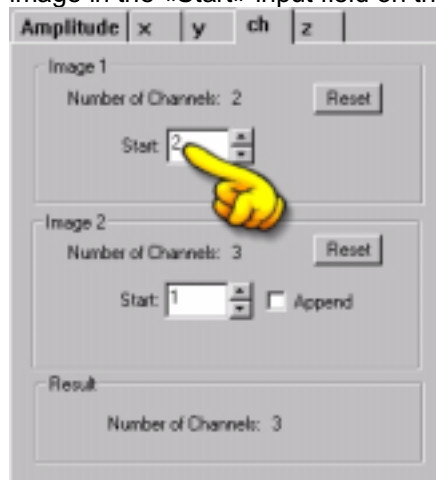 image in the «Start» input field on th
Amplitude x y ch z
Image 1
Number of Channels: 2 Reset
Start: 2
Image 2
Number of Channels: 3 Reset
Start: 1 Append
Result
Number of Channels: 3